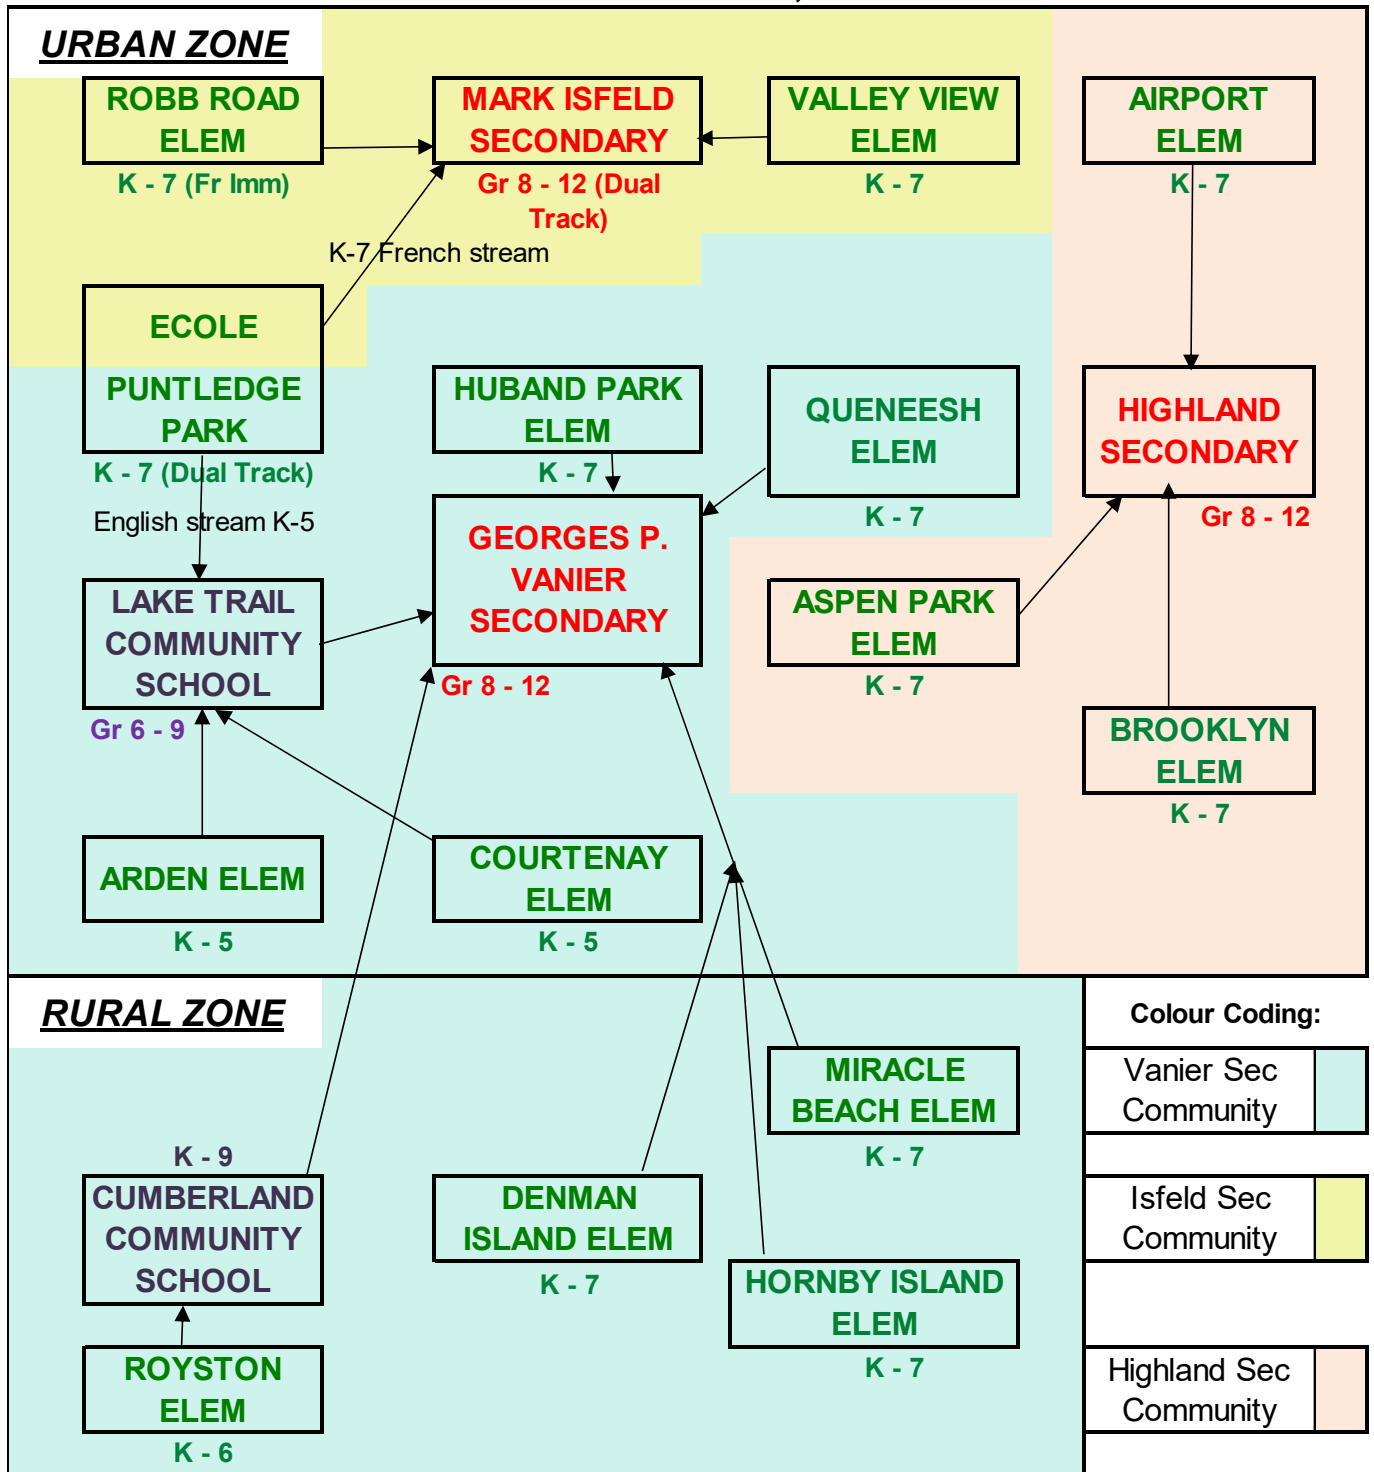 URBAN ZONE
ROBB ROAD
ELEM
K - 7 (Fr Imm)
MARK ISFELD
SECONDARY
Gr 8 - 12 (Dual
Track)
VALLEY VIEW
ELEM
K - 7
AIRPORT
ELEM
K - 7
K-7 French stream
ECOLE
PUNTLEDGE
PARK
K - 7 (Dual Track)
English stream K-5
HUBAND PARK
ELEM
K - 7
QUENEESH
ELEM
K - 7
HIGHLAND
SECONDARY
Gr 8 - 12
LAKE TRAIL
COMMUNITY
SCHOOL
Gr 6 - 9
GEORGES P.
VANIER
SECONDARY
Gr 8 - 12
ASPEN PARK
ELEM
K - 7
BROOKLYN
ELEM
K - 7
ARDEN ELEM
K - 5
COURTENAY
ELEM
K - 5
RURAL ZONE
MIRACLE
BEACH ELEM
K - 7
K - 9
CUMBERLAND
COMMUNITY
SCHOOL
DENMAN
ISLAND ELEM
K - 7
HORNBY ISLAND
ELEM
K - 7
ROYSTON
ELEM
K - 6
Colour Coding:
Vanier Sec
Community
Isfeld Sec
Community
Highland Sec
Community